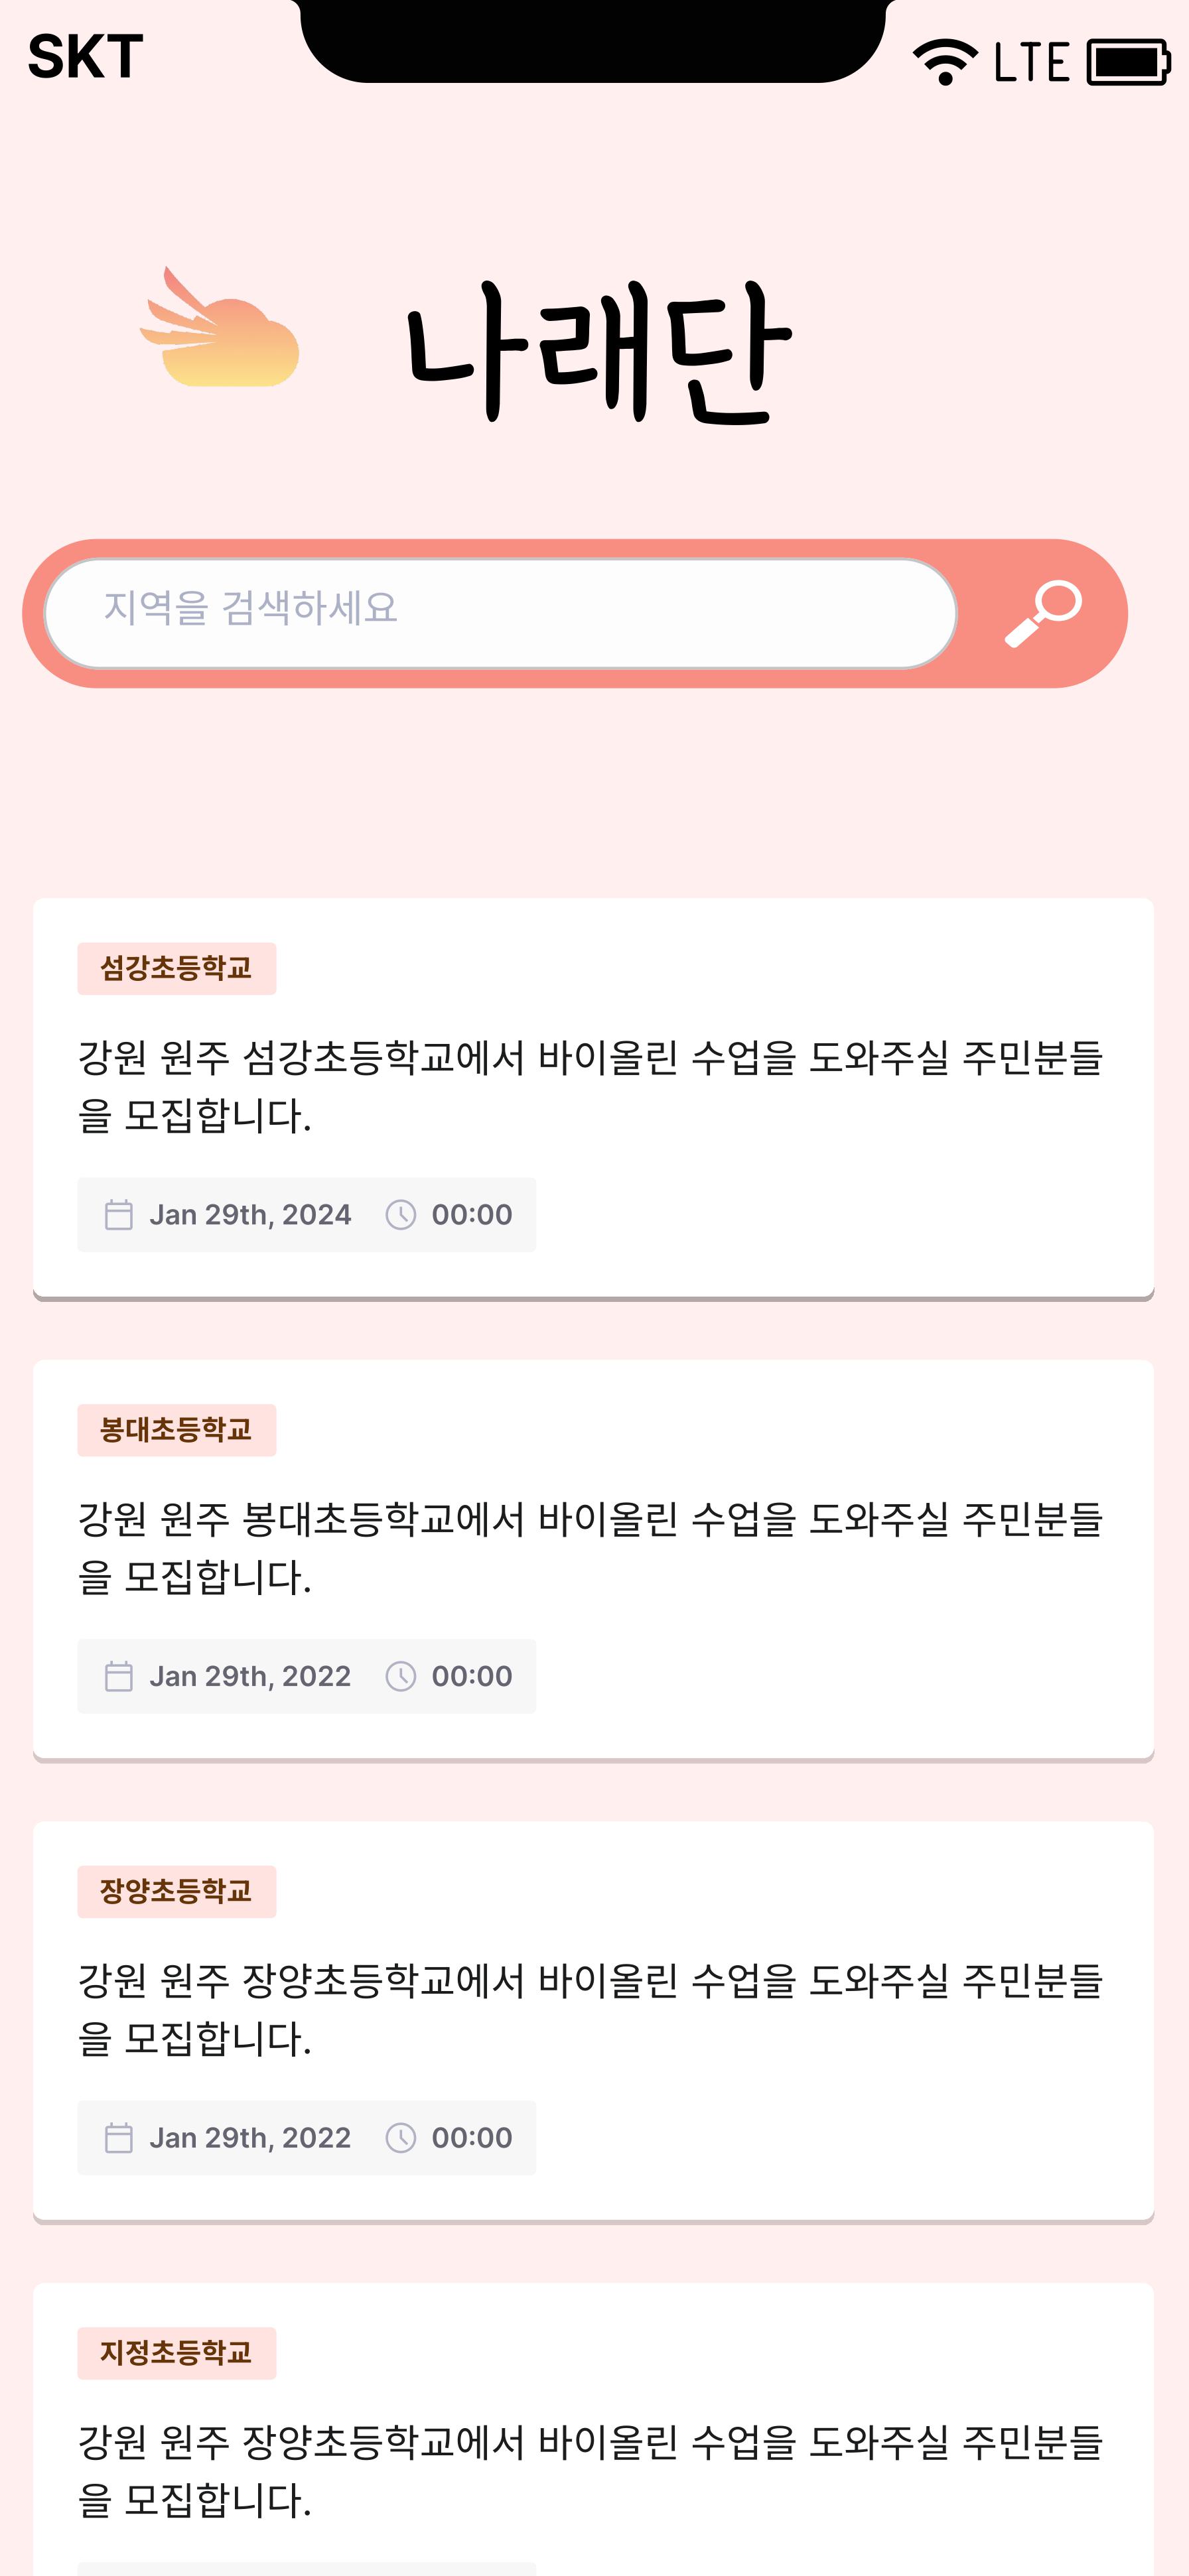 SKT
LTE
나래단
지역을 검색하세요
섬강초등학교
강원 원주 섬강초등학교에서 바이올린 수업을 도와주실 주민분들
을 모집합니다.
Jan 29th, 2024 00:00
봉대초등학교
강원 원주 봉대초등학교에서 바이올린 수업을 도와주실 주민분들
을 모집합니다.
Jan 29th, 2022 00:00
장양초등학교
강원 원주 장양초등학교에서 바이올린 수업을 도와주실 주민분들
을 모집합니다.
Jan 29th, 2022 00:00
지정초등학교
강원 원주 장양초등학교에서 바이올린 수업을 도와주실 주민분들
을 모집합니다.